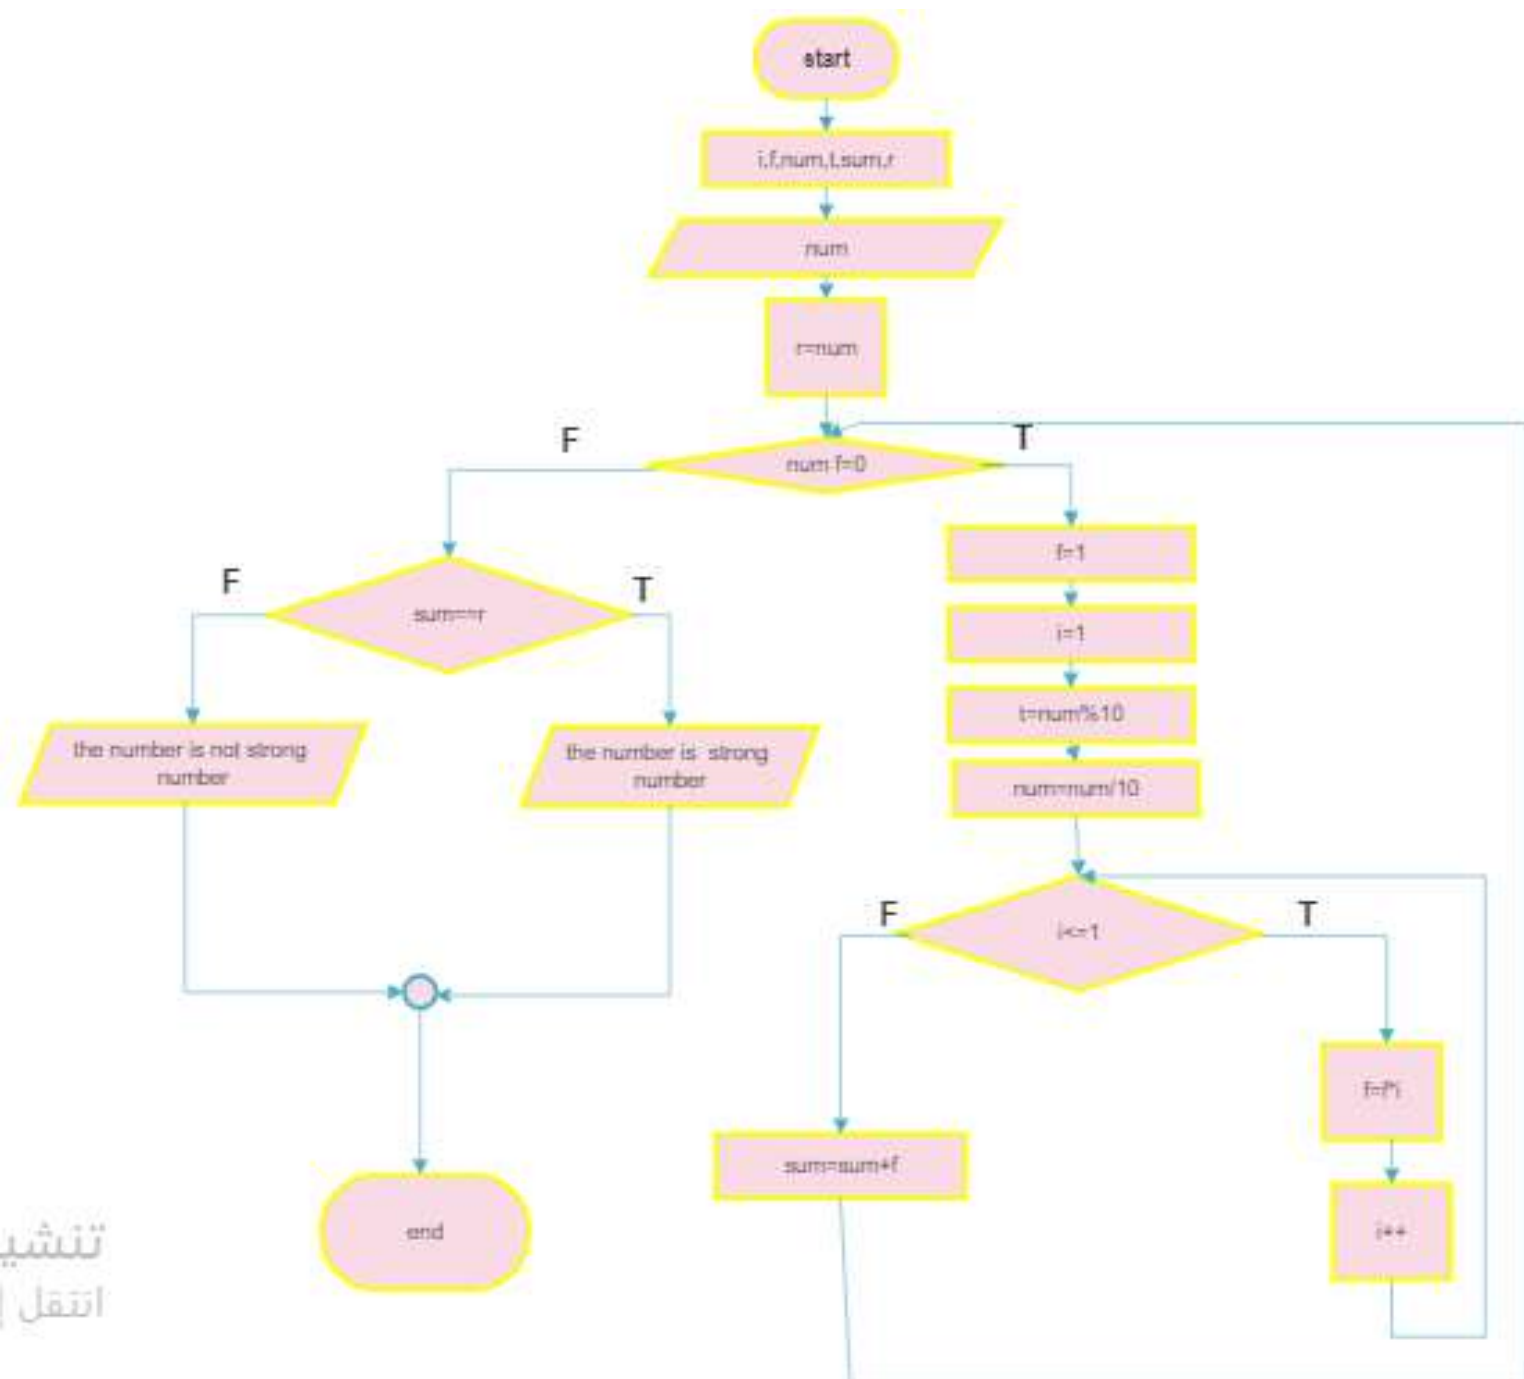 start
i,f,num,t,sum,r
num
r=num
F
T
num f=0
f=1
F
T
sum==r
i=1
t=num%10
the number is not strong
number
the number is strong
number
num=num/10
F
T
i<=1
f=f*i
sum=sum+f
i++
end
انتقل